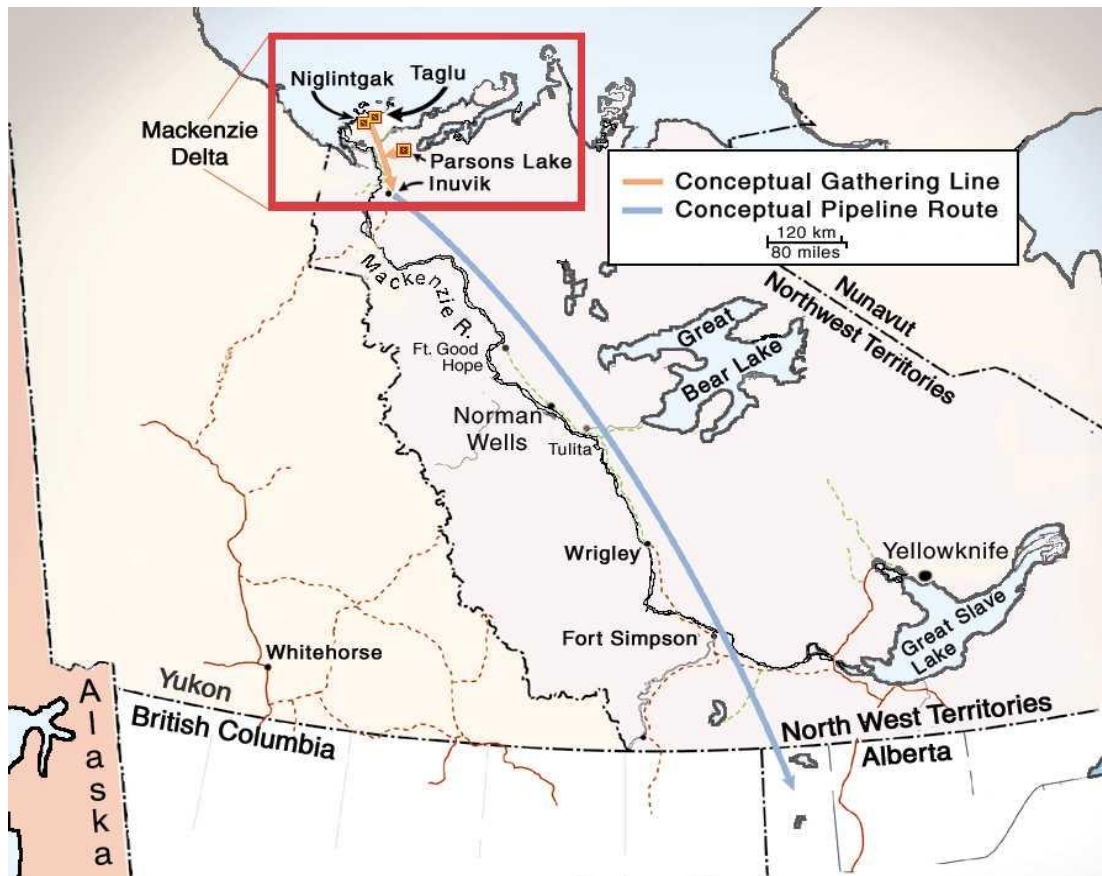 Niglintgak
Taglu
Mackenzie
Delta
Parsons Lake
Inuvik
Conceptual Gathering Line
Conceptual Pipeline Route
120 km
80 miles
Mackenzie R.
Nunavut
Northwest Territories
Great
Bear Lake
Ft. Good
Hope
Norman
Wells
Tulita
Wrigley
Yellowknife
Fort Simpson
Great Slave
Lake
Whitehorse
Yukon
British Columbia
North West Territories
Alberta
Alaska